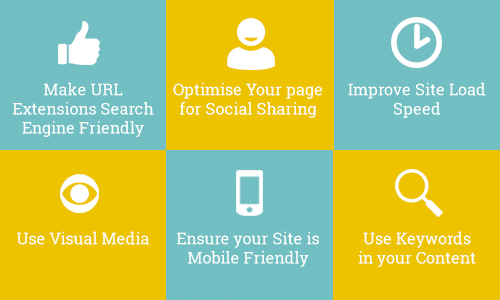 Make URL
Extensions Search
Engine Friendly
Optimise Your page
for Social Sharing
Improve Site Load
Speed
Use Visual Media
Ensure your Site is
Mobile Friendly
Use Keywords
in your Content